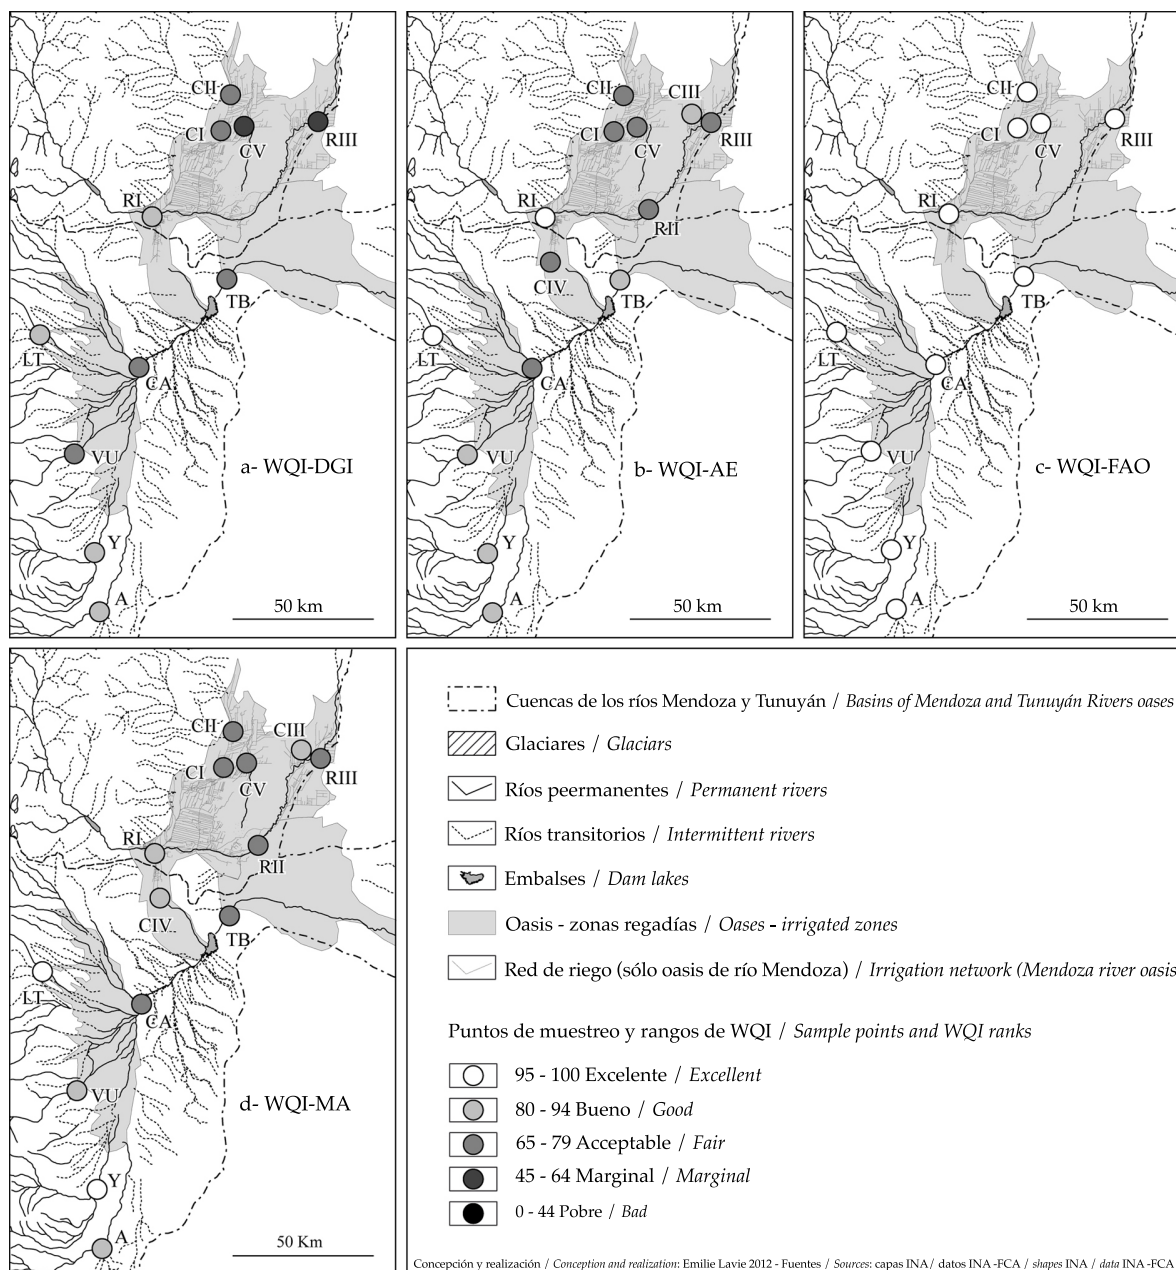 CII
CI
CV
RIII
RI
TB
LT
CA
VU
a- WQI-DGI
Y
A
50 km
CII
CIII
CI
CV
RIII
RI
RII
CIV
TB
LT
CA
VU
b- WQI-AE
Y
A
50 km
CII
CI
CV
RIII
RI
TB
LT
CA
VU
c- WQI-FAO
Y
A
50 km
CII
CIII
CI
CV
RIII
RI
RII
CIV
TB
LT
CA
VU
d- WQI-MA
Y
A
50 Km
Cuencas de los ríos Mendoza y Tunuyán / Basins of Mendoza and Tunuyán Rivers oases
Glaciares / Glaciars
Ríos peermanentes / Permanent rivers
Ríos transitorios / Intermittent rivers
Embalses / Dam lakes
Oasis - zonas regadías / Oases - irrigated zones
Red de riego (sólo oasis de río Mendoza) / Irrigation network (Mendoza river oasis
Puntos de muestreo y rangos de WQI / Sample points and WQI ranks
95 - 100 Excelente / Excellent
80 - 94 Bueno / Good
65 - 79 Acceptable / Fair
45 - 64 Marginal / Marginal
0 - 44 Pobre / Bad
Concepción y realización / Conception and realization: Emilie Lavie 2012 - Fuentes / Sources: capas INA/ datos INA-FCA / shapes INA / data INA-FCA